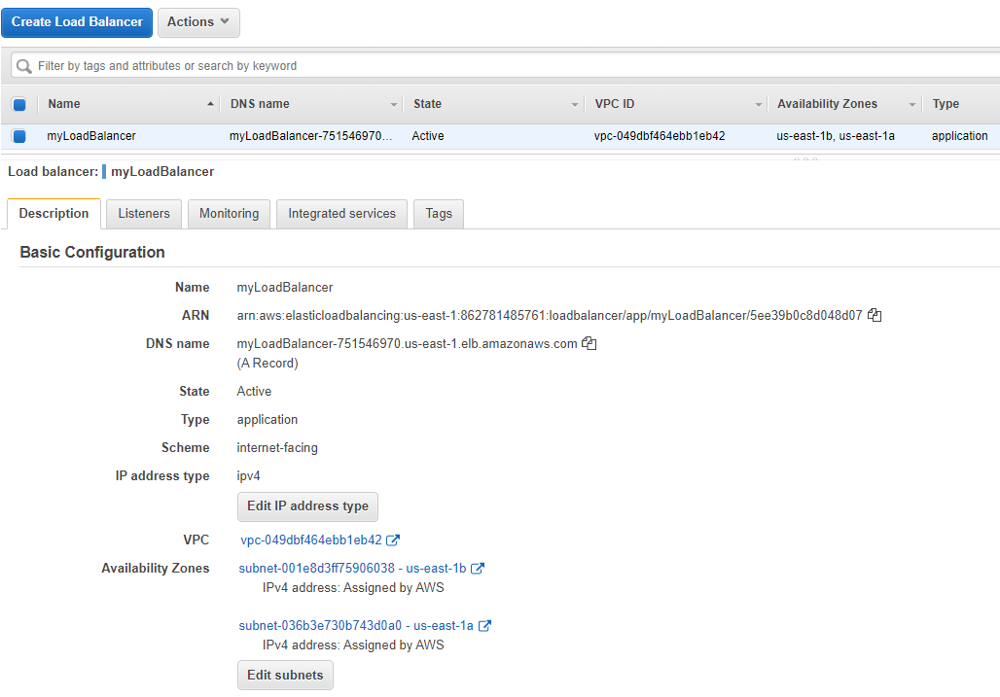 Create Load Balancer Actions
Filter by tags and attributes or search by keyword
Name DNS name State VPC ID Availability Zones Type
myLoadBalancer myLoadBalancer-751546970... Active vpc-049dbf464ebb1eb42 us-east-1b, us-east-1a application
Load balancer: myLoadBalancer
Description Listeners Monitoring Integrated services Tags
Basic Configuration
Name myLoadBalancer
ARN arn:aws:elasticloadbalancing:us-east-1:862781485761:loadbalancer/app/myLoadBalancer/5ee39b0c8d048d07
DNS name myLoadBalancer-751546970.us-east-1.elb.amazonaws.com
(A Record)
State Active
Type application
Scheme internet-facing
IP address type ipv4
Edit IP address type
VPC vpc-049dbf464ebb1eb42
Availability Zones subnet-001e8d3ff75906038 - us-east-1b
IPv4 address: Assigned by AWS
subnet-036b3e730b743d0a0 - us-east-1a
IPv4 address: Assigned by AWS
Edit subnets